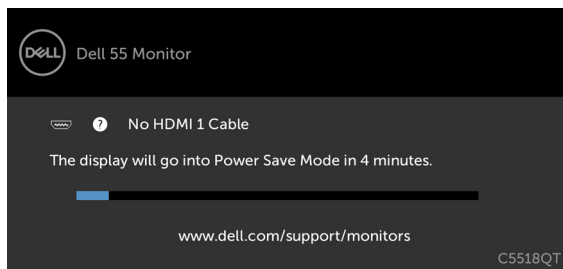 DELL
Dell 55 Monitor
? No HDMI 1 Cable
The display will go into Power Save Mode in 4 minutes.
www.dell.com/support/monitors
C5518QT